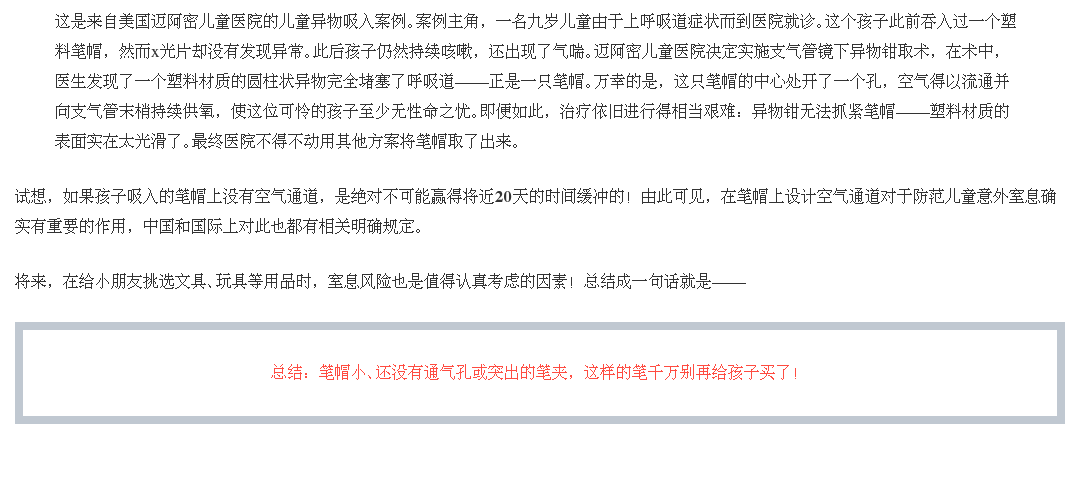 这是来自美国迈阿密儿童医院的儿童异物吸入案例。案例主角，一名九岁儿童由于上呼吸道症状而到医院就诊。这个孩子此前吞入过一个塑
料笔帽，然而x光片却没有发现异常。此后孩子仍然持续咳嗽，还出现了气喘。迈阿密儿童医院决定实施支气管镜下异物钳取术，在术中，
医生发现了一个塑料材质的圆柱状异物完全堵塞了呼吸道——正是一只笔帽。万幸的是，这只笔帽的中心处开了一个孔，空气得以流通并
向支气管末梢持续供氧，使这位可怜的孩子至少无性命之忧。即便如此，治疗依旧进行得相当艰难：异物钳无法抓紧笔帽——塑料材质的
表面实在太光滑了。最终医院不得不动用其他方案将笔帽取了出来。
试想，如果孩子吸入的笔帽上没有空气通道，是绝对不可能赢得将近20天的时间缓冲的！由此可见，在笔帽上设计空气通道对于防范儿童意外窒息确
实有重要的作用，中国和国际上对此也都有相关明确规定。
将来，在给小朋友挑选文具、玩具等用品时，窒息风险也是值得认真考虑的因素！总结成一句话就是——
总结：笔帽小、还没有通气孔或突出的笔夹，这样的笔千万别再给孩子买了！